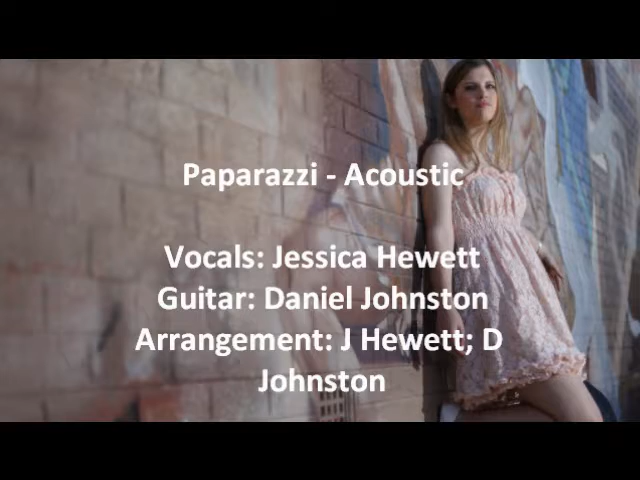 Paparazzi - Acoustic
Vocals: Jessica Hewett
Guitar: Daniel Johnston
Arrangement: J Hewett; D
Johnston